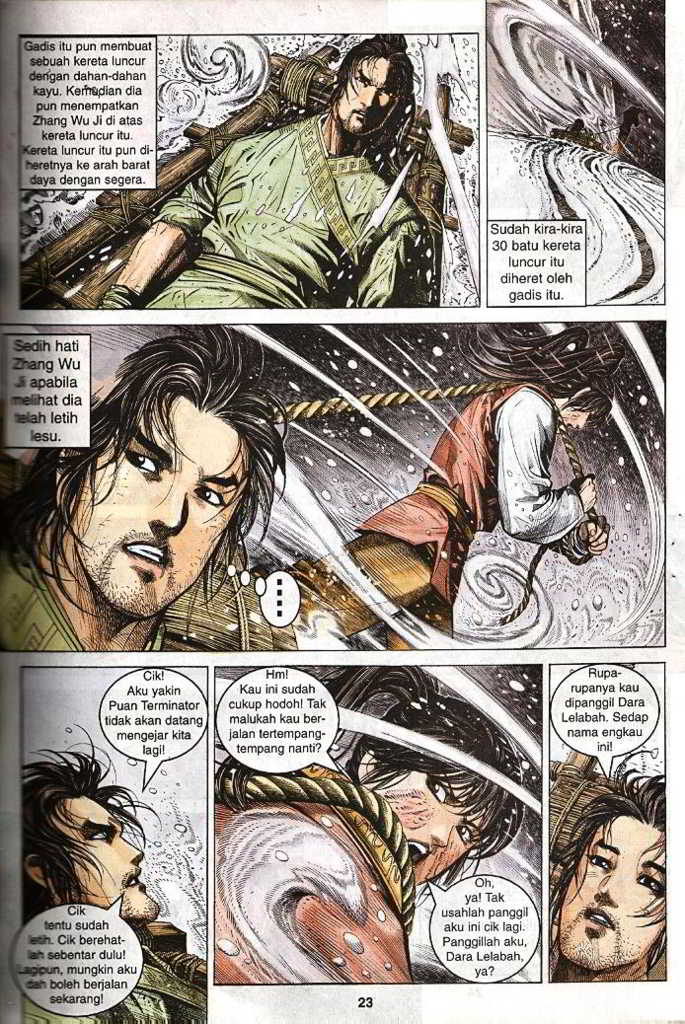 Gadis itu pun membuat
sebuah kereta luncur
dengan dahan-dahan
kayu. Kemudian dia
pun menempatkan
Zhang Wu Ji di atas
kereta luncur itu.
Kereta luncur itu pun di-
heretnya ke arah barat
daya dengan segera.
Sudah kira-kira
30 batu kereta
luncur itu
diheret oleh
gadis itu.
Sedih hati
Zhang Wu
Ji apabila
melihat dia
telah letih
lesu.
Cik!
Aku yakin
Puan Terminator
tidak akan datang
mengejar kita
lagi!
Cik
tentu sudah
letih. Cik berehat-
lah sebentar dulu!
Lagipun, mungkin aku
dah boleh berjalan
sekarang!
Hm!
Kau ini sudah
cukup hodoh! Tak
malukah kau ber-
jalan tertempang-
tempang nanti?
Oh,
ya! Tak
usahlah panggil
aku ini cik lagi.
Panggillah aku,
Dara Lelabah,
ya?
Rupa-
rupanya kau
dipanggil Dara
Lelabah. Sedap
nama engkau
ini!
23